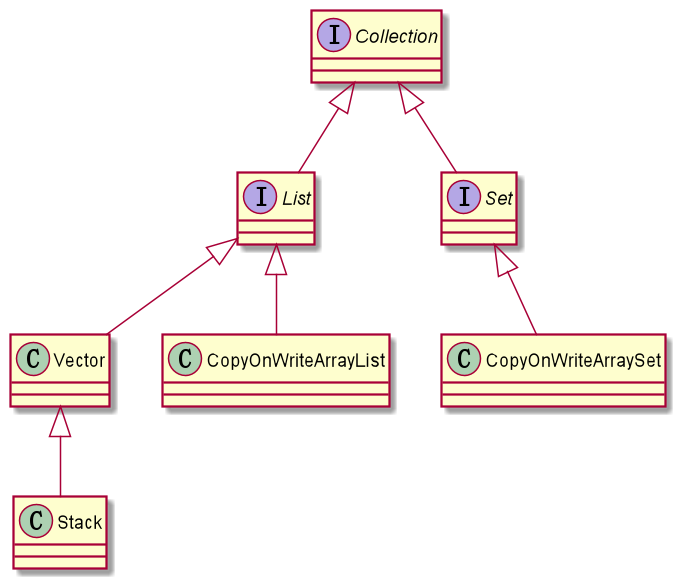 I Collection
I List
I Set
C Vector
C CopyOnWriteArrayList
C CopyOnWriteArraySet
C Stack